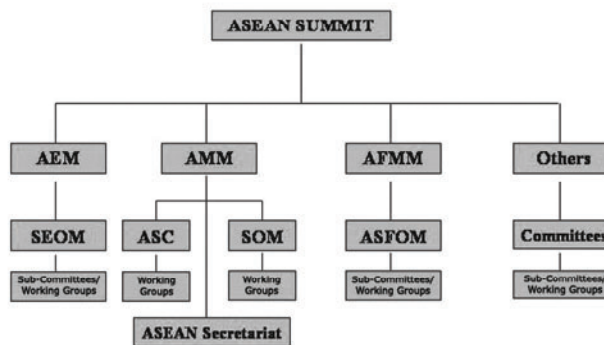 ASEAN SUMMIT
AEM
AMM
AFMM
Others
SEOM
ASC
SOM
ASFOM
Committees
Sub-Committees/
Working Groups
Working
Groups
Working
Groups
Sub-Committees/
Working Groups
Sub-Committees/
Working Groups
ASEAN Secretariat